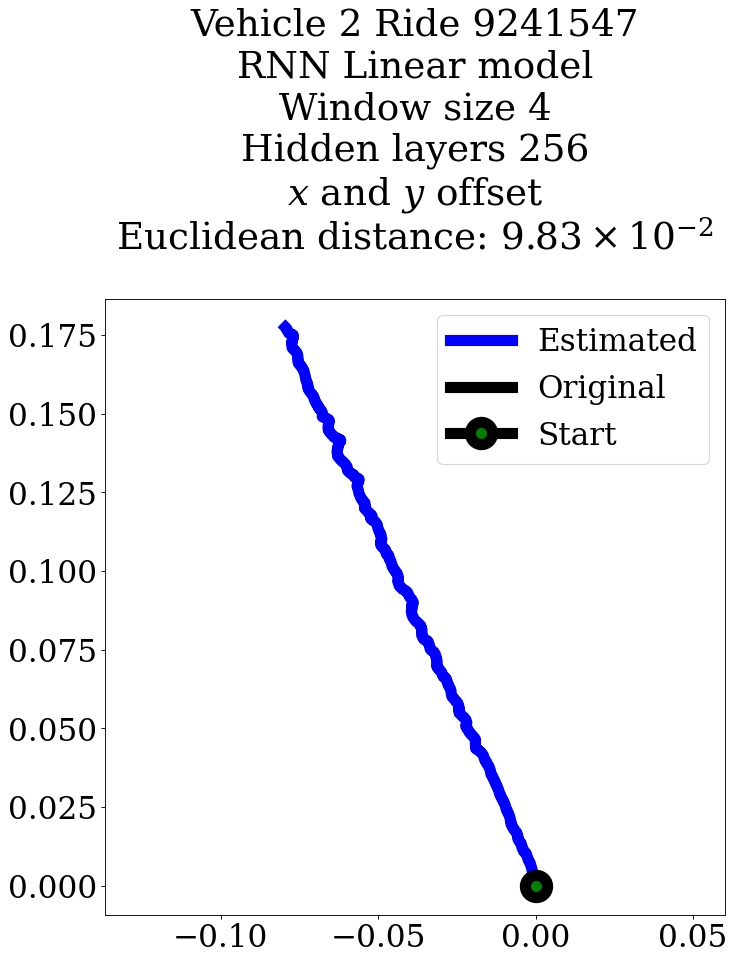 Vehicle 2 Ride 9241547
RNN Linear model
Window size 4
Hidden layers 256
x and y offset
Euclidean distance: 9.83 × 10⁻²
Estimated
Original
Start
0.175
0.150
0.125
0.100
0.075
0.050
0.025
0.000
−0.10 −0.05 0.00 0.05